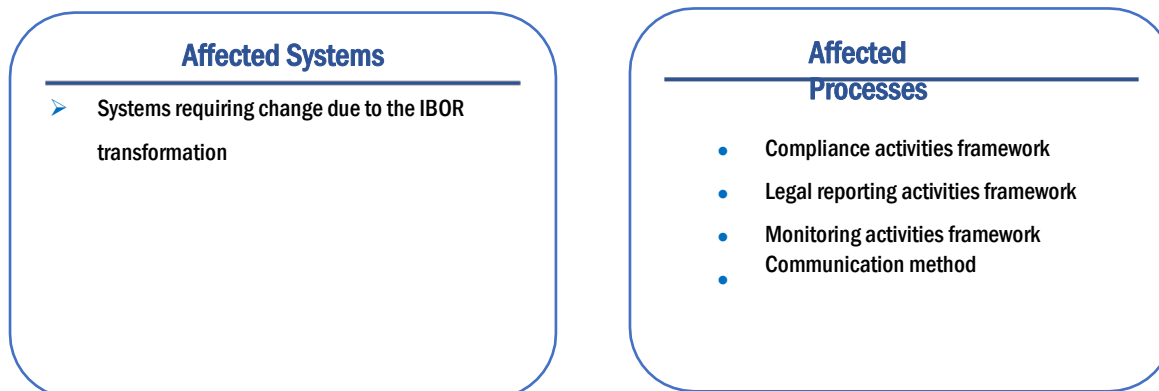 Affected Systems
➢ Systems requiring change due to the IBOR
transformation
Affected
Processes
• Compliance activities framework
• Legal reporting activities framework
• Monitoring activities framework
• Communication method